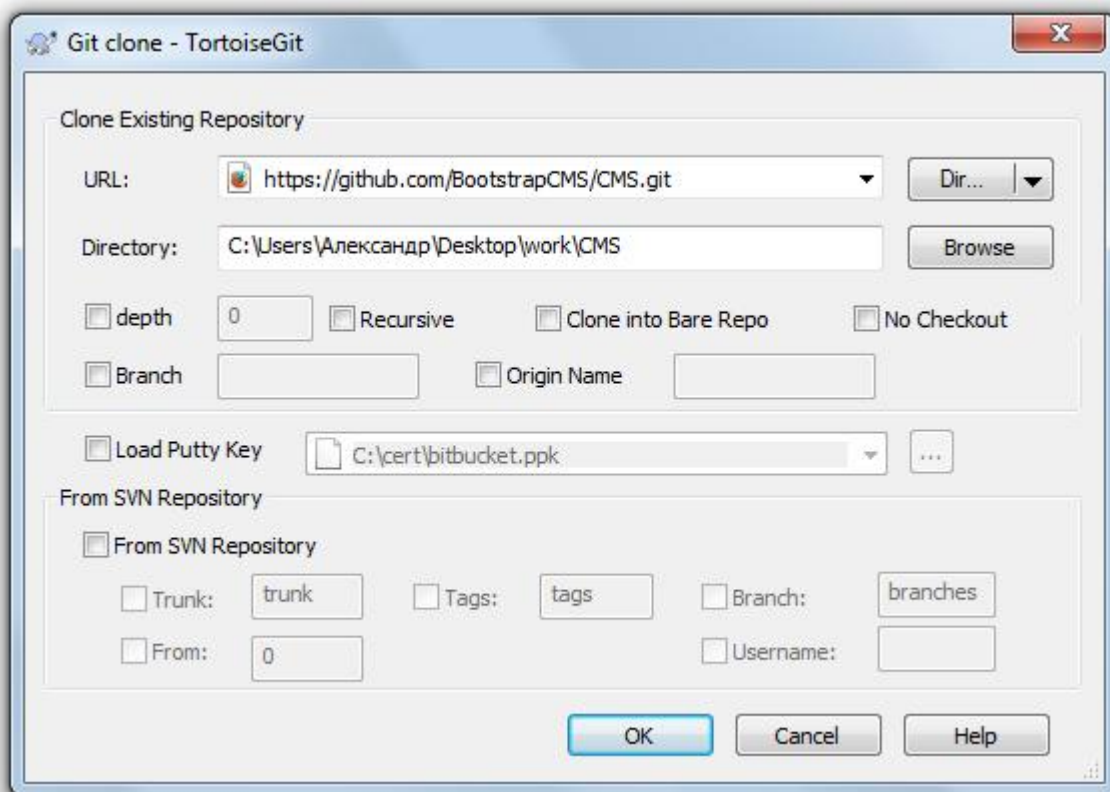 Git clone - TortoiseGit
Clone Existing Repository
URL: https://github.com/BootstrapCMS/CMS.git Dir...
Directory: C:\Users\Александр\Desktop\work\CMS Browse
depth 0 Recursive Clone into Bare Repo No Checkout
Branch Origin Name
Load Putty Key C:\cert\bitbucket.ppk ...
From SVN Repository
From SVN Repository
Trunk: trunk Tags: tags Branch: branches
From: 0 Username:
OK Cancel Help